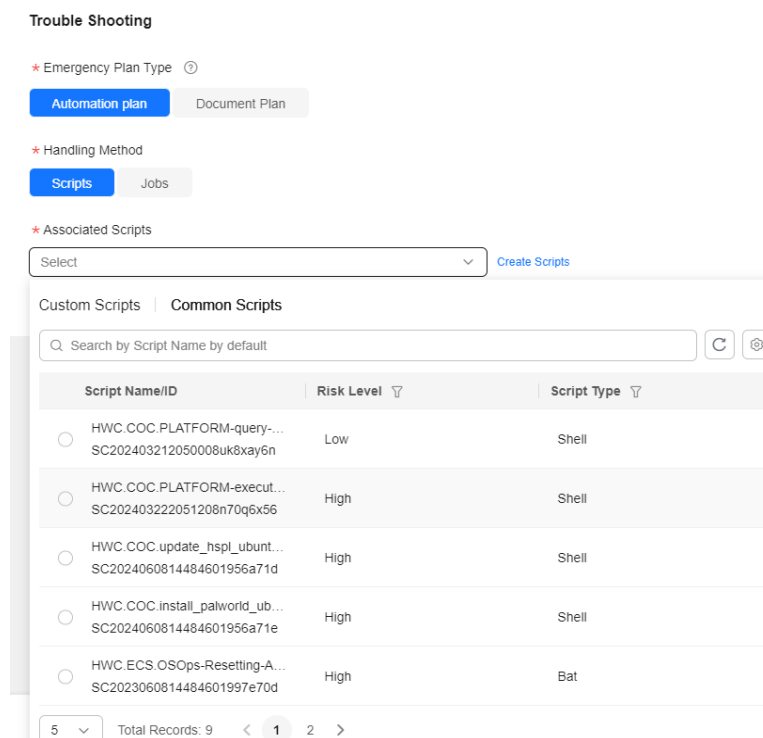 Trouble Shooting
* Emergency Plan Type ?
Automation plan Document Plan
* Handling Method
Scripts Jobs
* Associated Scripts
Select Create Scripts
Custom Scripts | Common Scripts
Search by Script Name by default
Script Name/ID Risk Level Script Type
HWC.COC.PLATFORM-query-...
SC202403212050008uk8xay6n
Low Shell
HWC.COC.PLATFORM-execut...
SC202403222051208n70q6x56
High Shell
HWC.COC.update_hspl_ubunt...
SC2024060814484601956a71d
High Shell
HWC.COC.install_palworld_ub...
SC2024060814484601956a71e
High Shell
HWC.ECS.OSOps-Resetting-A...
SC2023060814484601997e70d
High Bat
5 Total Records: 9 < 1 2 >